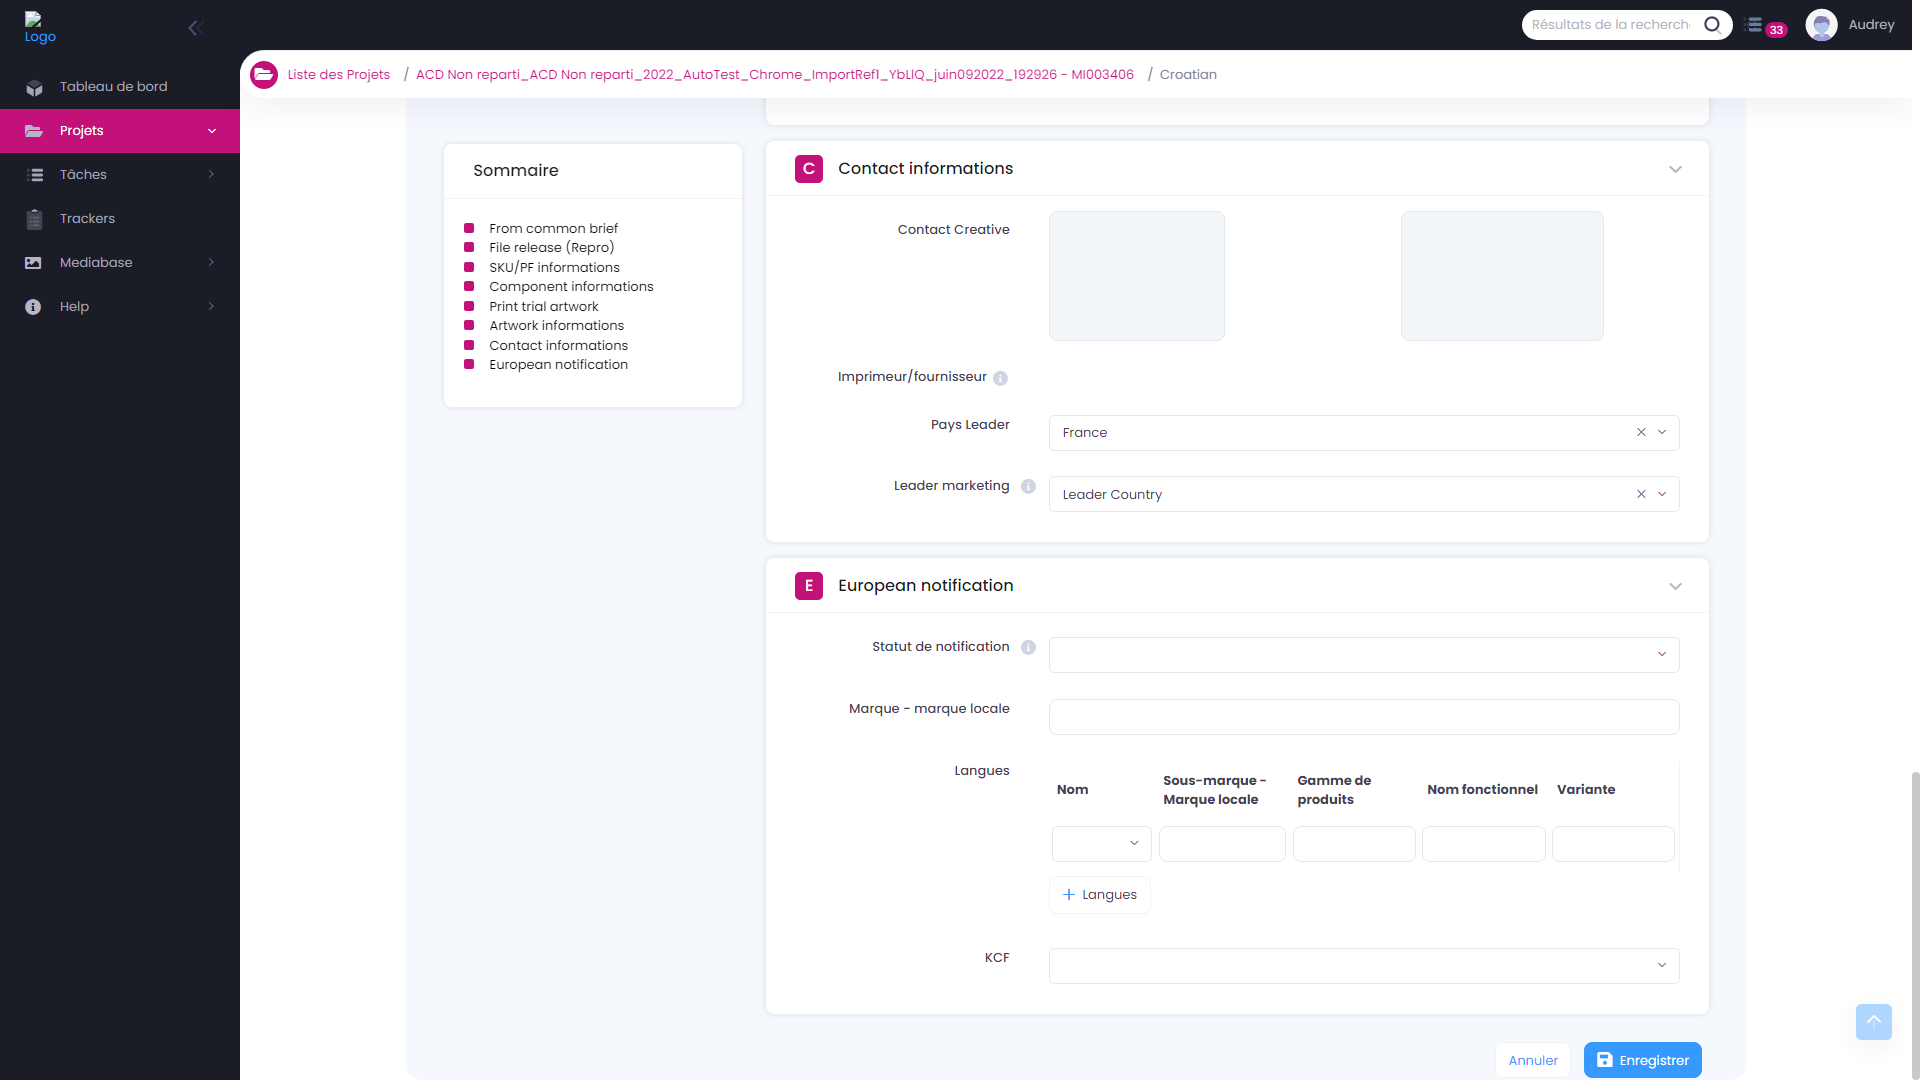 Logo
Résultats de la recherch
33
Audrey
Tableau de bord
Projets
Tâches
Trackers
Mediabase
Help
Liste des Projets / ACD Non reparti_ACD Non reparti_2022_AutoTest_Chrome_ImportRef1_YbLIQ_juin092022_192926 - MI003406 / Croatian
Sommaire
From common brief
File release (Repro)
SKU/PF informations
Component informations
Print trial artwork
Artwork informations
Contact informations
European notification
C Contact informations
Contact Creative
Imprimeur/fournisseur
Pays Leader
France
Leader marketing
Leader Country
E European notification
Statut de notification
Marque - marque locale
Langues
Nom
Sous-marque -
Marque locale
Gamme de
produits
Nom fonctionnel
Variante
+ Langues
KCF
Annuler
Enregistrer